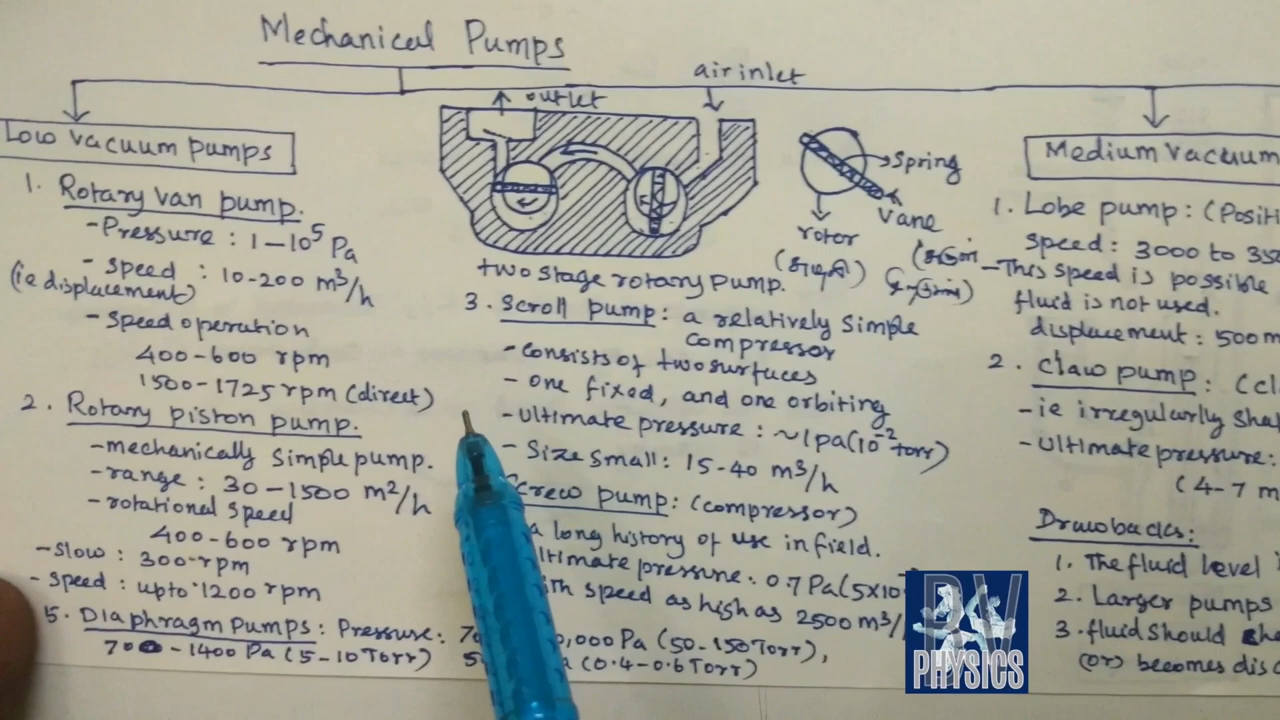 Mechanical Pumps
Low vacuum pumps
1. Rotary van pump.
- Pressure : 1-10⁵ Pa
- speed : 10-200 m³/h
(ie displacement)
- speed operation
400-600 rpm
1500-1725 rpm (direct)
2. Rotary piston pump.
- mechanically simple pump.
- range : 30-1500 m²/h
- rotational speed
400-600 rpm
- slow : 300-rpm
- speed : upto 1200 rpm
5. Diaphragm pumps : Pressure : ,000 Pa (50-150 Torr),
700 - 1400 Pa (5-10 Torr) (0.4-0.6 Torr)
outlet
air inlet
spring
Vane
rotor
two stage rotary pump.
3. Scroll pump : a relatively simple
compressor
- consists of two surfaces
- one fixed, and one orbiting
- ultimate pressure : ~1pa (10⁻² torr)
- Size small : 15-40 m³/h
crew pump : (compressor)
a long history of use in field.
ltimate pressure : 0.7 Pa (5x10
ith speed as high as 2500 m³/
Medium vacuum
1. Lobe pump : (Positi
speed : 3000 to 35
- This speed is possible
fluid is not used.
displacement : 500 m
2. claw pump : (cl
- ie irregularly sha
- ultimate pressure :
(4-7 m
Drawbacks :
1. The fluid level
2. Larger pumps
3. fluid should she
(or) becomes disc
RV
PHYSICS